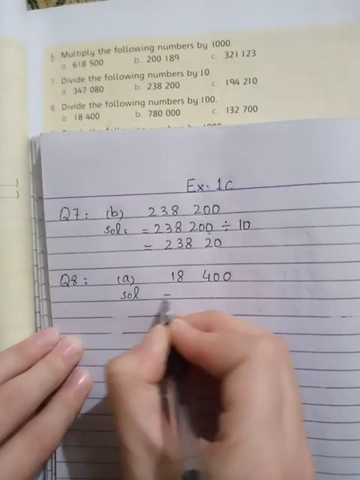 6. Multiply the following numbers by 1000.
a. 618 500 b. 200 189 c. 321 123
7. Divide the following numbers by 10.
a. 347 080 b. 238 200 c. 194 210
8. Divide the following numbers by 100.
a. 18 400 b. 780 000 c. 132 700
Ex: 1c
Q7: (b) 238 200
Sol: = 238 200 ÷ 10
= 238 20
Q8: (a) 18 400
Sol =